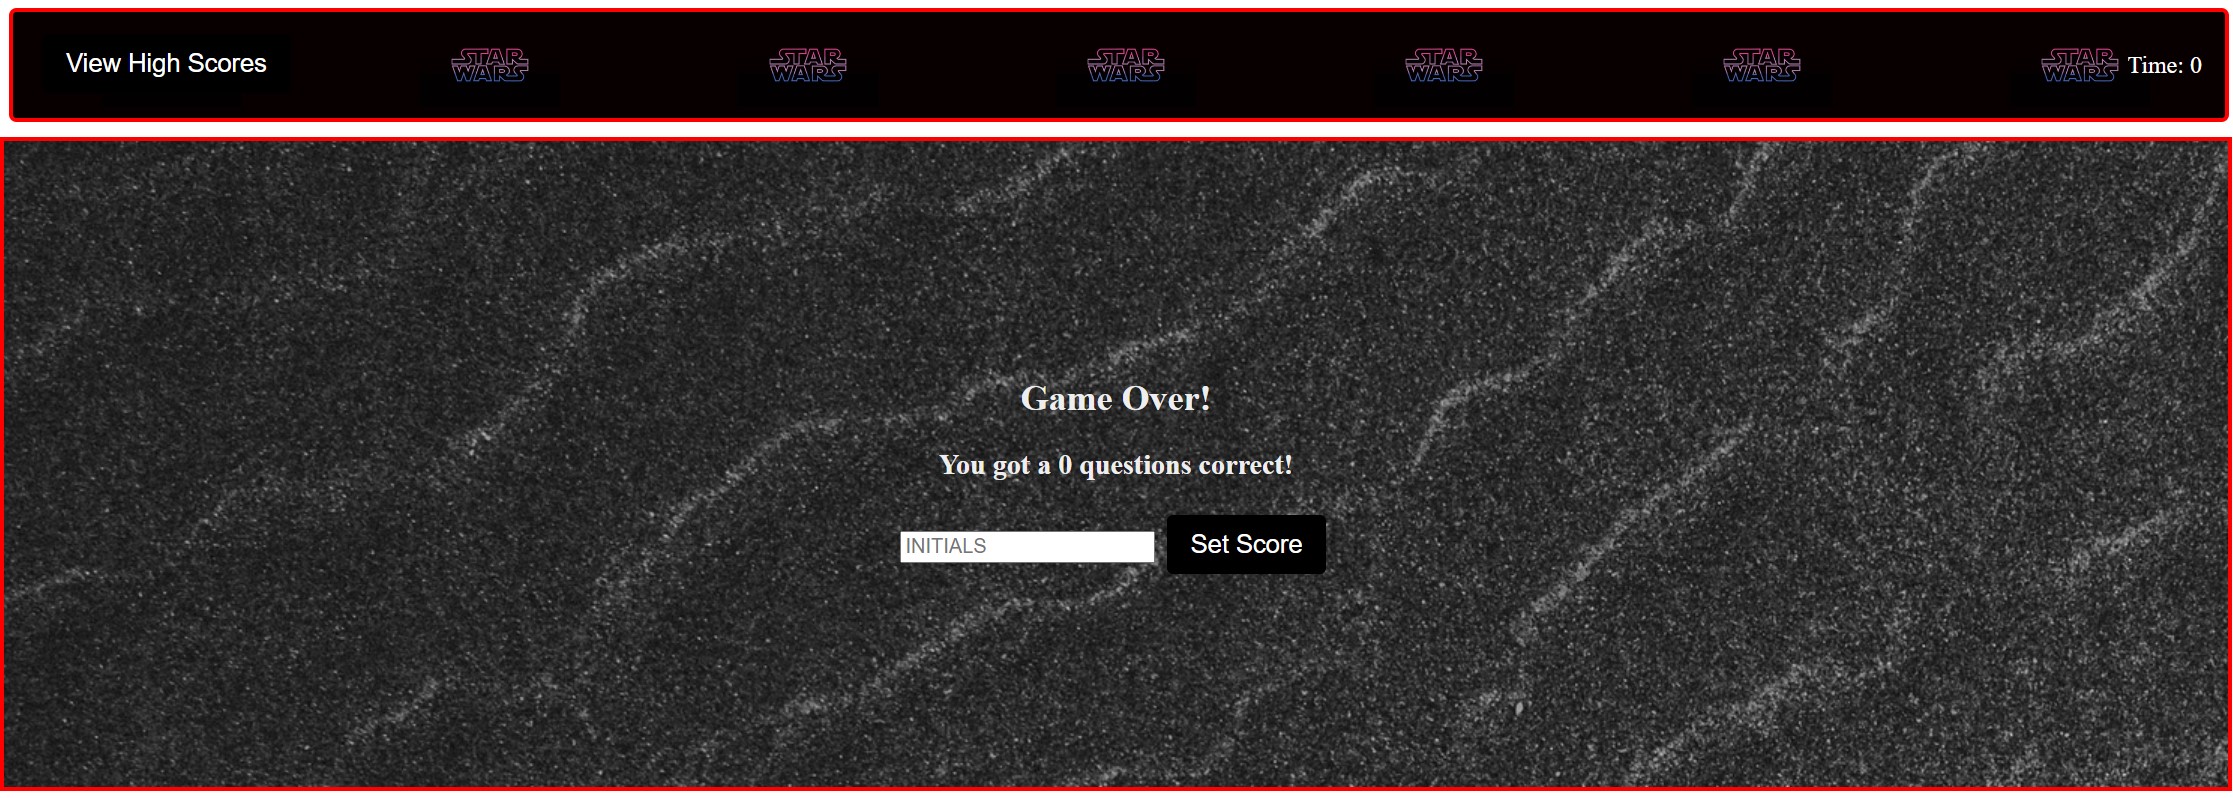 View High Scores
STAR WARS
STAR WARS
STAR WARS
STAR WARS
STAR WARS
STAR WARS
Time: 0
Game Over!
You got a 0 questions correct!
INITIALS
Set Score